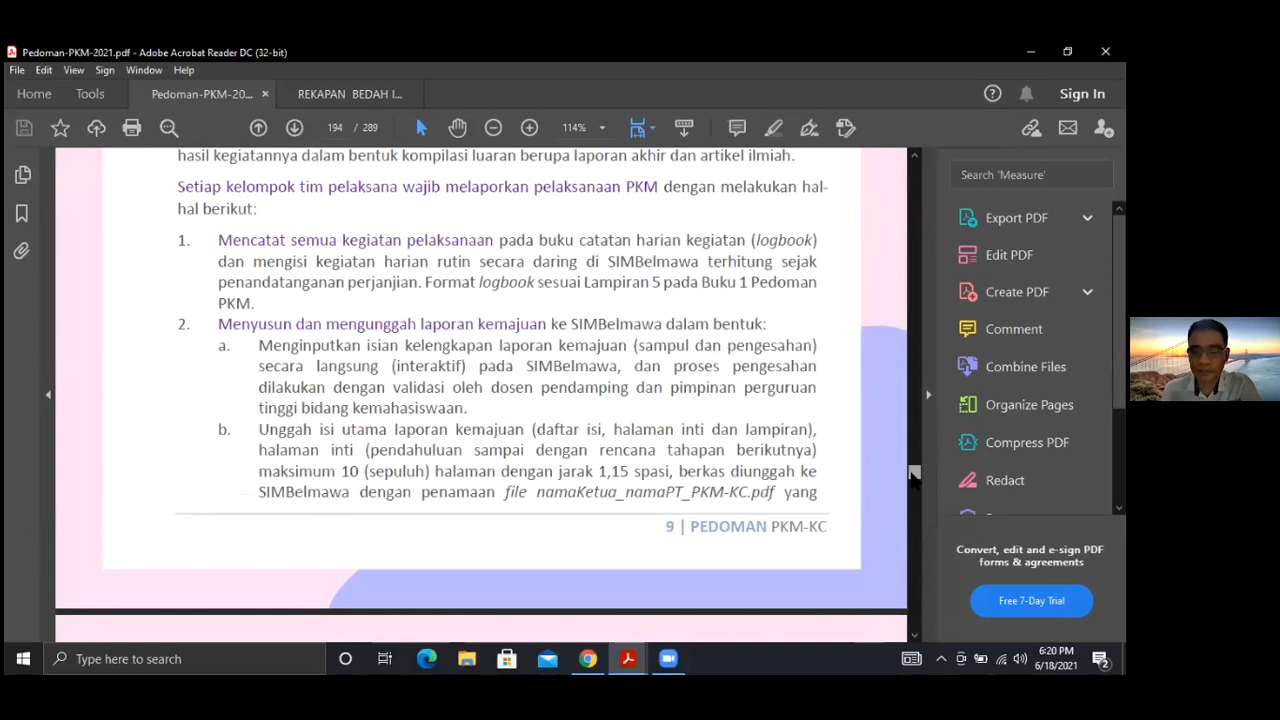 Pedoman-PKM-2021.pdf - Adobe Acrobat Reader DC (32-bit)
File Edit View Sign Window Help
Home Tools Pedoman-PKM-20... × REKAPAN BEDAH I... Sign In
194 / 289 114%
hasil kegiatannya dalam bentuk kompilasi luaran berupa laporan akhir dan artikel ilmiah.
Setiap kelompok tim pelaksana wajib melaporkan pelaksanaan PKM dengan melakukan hal-
hal berikut:
1. Mencatat semua kegiatan pelaksanaan pada buku catatan harian kegiatan (logbook)
dan mengisi kegiatan harian rutin secara daring di SIMBelmawa terhitung sejak
penandatanganan perjanjian. Format logbook sesuai Lampiran 5 pada Buku 1 Pedoman
PKM.
2. Menyusun dan mengunggah laporan kemajuan ke SIMBelmawa dalam bentuk:
a. Menginputkan isian kelengkapan laporan kemajuan (sampul dan pengesahan)
secara langsung (interaktif) pada SIMBelmawa, dan proses pengesahan
dilakukan dengan validasi oleh dosen pendamping dan pimpinan perguruan
tinggi bidang kemahasiswaan.
b. Unggah isi utama laporan kemajuan (daftar isi, halaman inti dan lampiran),
halaman inti (pendahuluan sampai dengan rencana tahapan berikutnya)
maksimum 10 (sepuluh) halaman dengan jarak 1,15 spasi, berkas diunggah ke
SIMBelmawa dengan penamaan file namaKetua_namaPT_PKM-KC.pdf yang
9 | PEDOMAN PKM-KC
Search 'Measure'
Export PDF
Edit PDF
Create PDF
Comment
Combine Files
Organize Pages
Compress PDF
Redact
Convert, edit and e-sign PDF
forms & agreements
Free 7-Day Trial
Type here to search
6:20 PM
6/18/2021
2